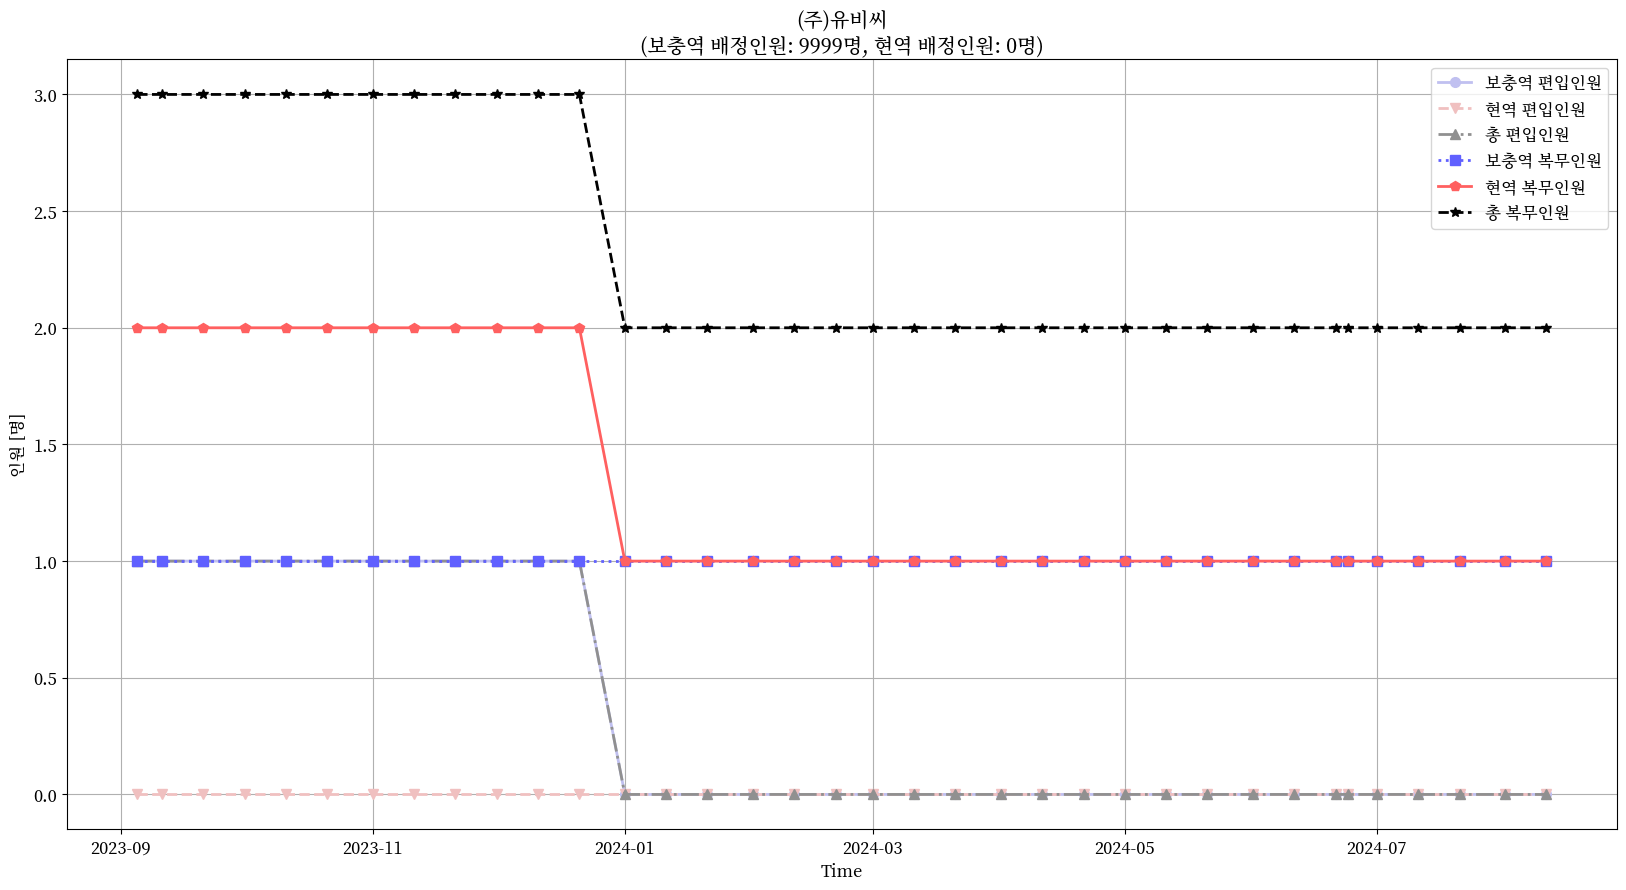 (주)유비씨
(보충역 배정인원: 9999명, 현역 배정인원: 0명)
보충역 편입인원
현역 편입인원
총 편입인원
보충역 복무인원
현역 복무인원
총 복무인원
인원 [명]
3.0
2.5
2.0
1.5
1.0
0.5
0.0
2023-09
2023-11
2024-01
2024-03
2024-05
2024-07
Time